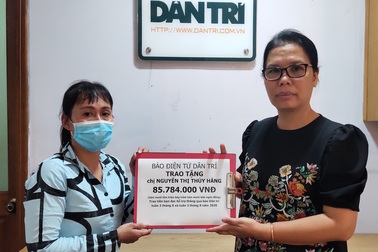 DÂN TRÍ
HTTP://WWW.DANTRI.COM.VN
BÁO ĐIỆN TỬ DÂN TRÍ
TRAO TẶNG
chị NGUYỄN THỊ THÚY HẰNG
85.784.000 VNĐ